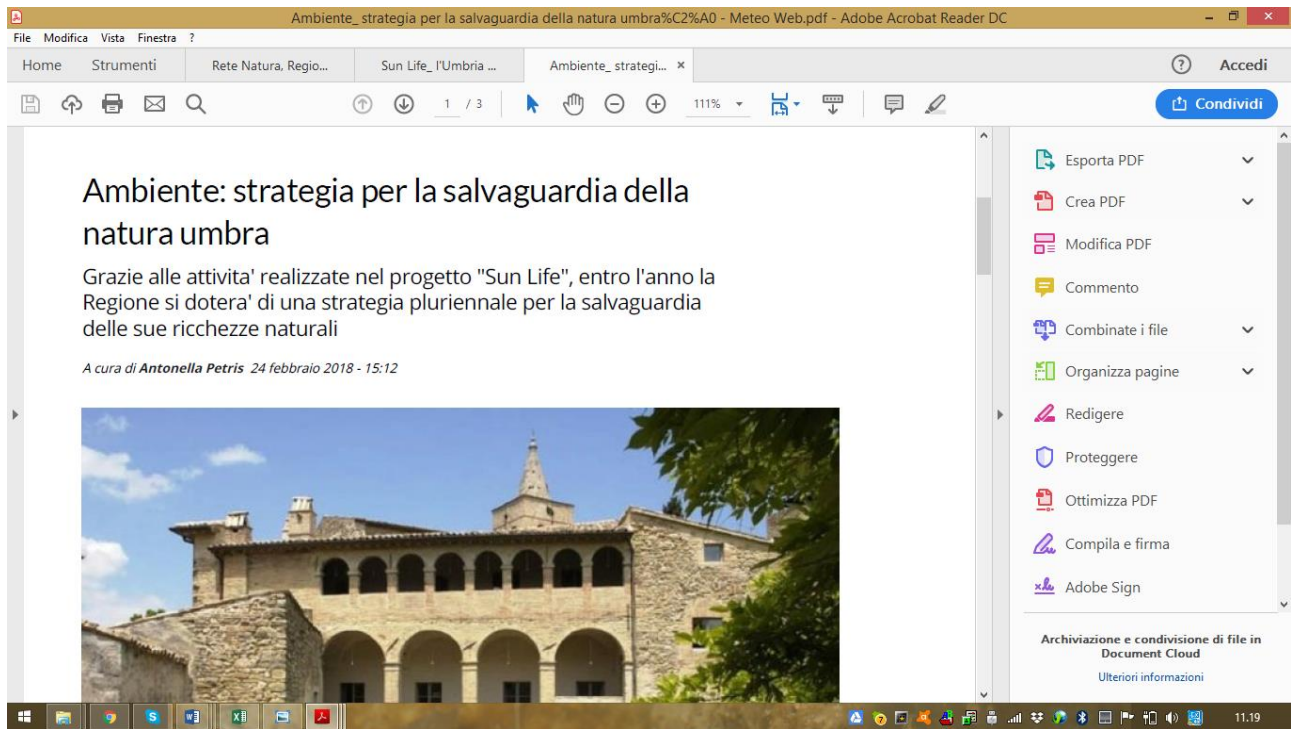 Ambiente_ strategia per la salvaguardia della natura umbra%C2%A0 - Meteo Web.pdf - Adobe Acrobat Reader DC
File Modifica Vista Finestra ?
Home Strumenti Rete Natura, Regio... Sun Life_ l'Umbria ... Ambiente_ strategi... × ? Accedi
1 / 3 111% Condividi
Ambiente: strategia per la salvaguardia della
natura umbra
Grazie alle attivita' realizzate nel progetto "Sun Life", entro l'anno la
Regione si dotera' di una strategia pluriennale per la salvaguardia
delle sue ricchezze naturali
A cura di Antonella Petris 24 febbraio 2018 - 15:12
Esporta PDF
Crea PDF
Modifica PDF
Commento
Combinate i file
Organizza pagine
Redigere
Proteggere
Ottimizza PDF
Compila e firma
Adobe Sign
Archiviazione e condivisione di file in
Document Cloud
Ulteriori informazioni
11.19